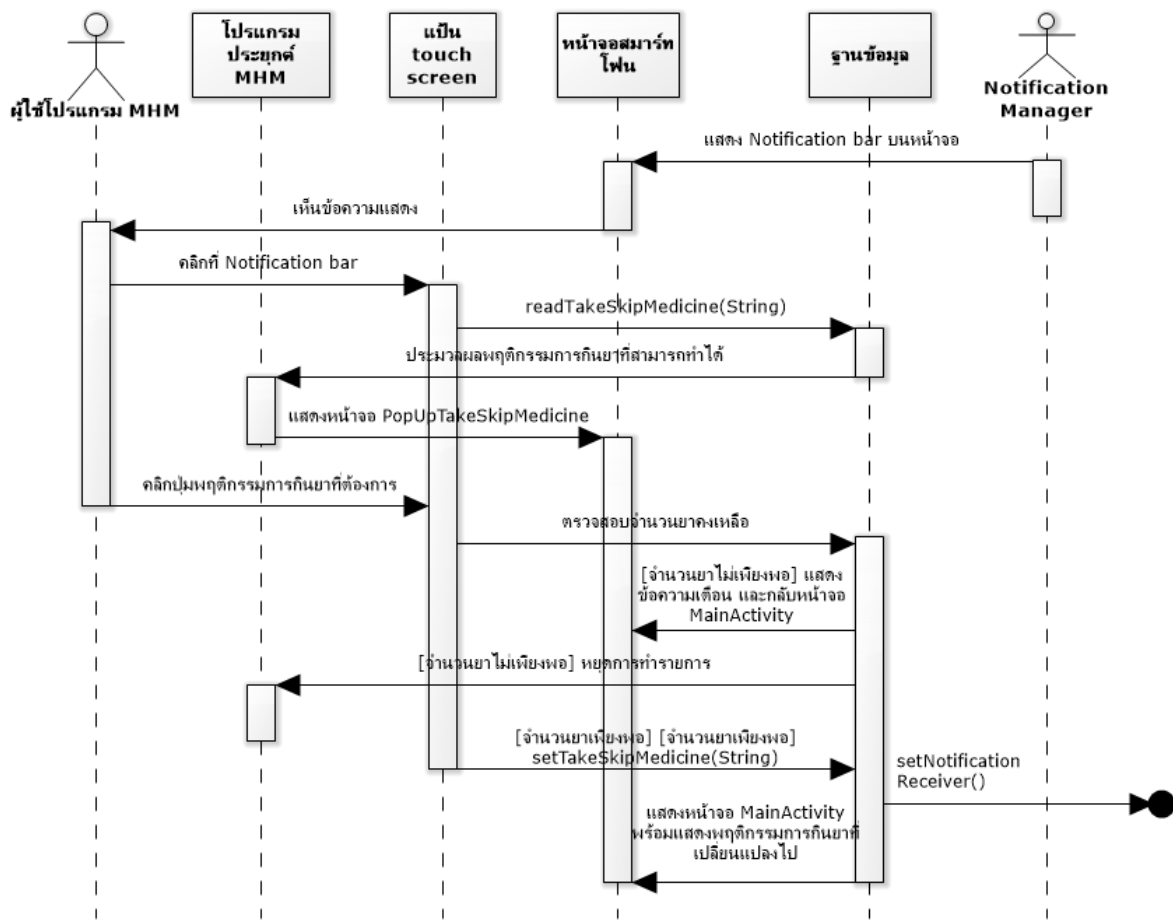 โปรแกรม
ประยุกต์
MHM
แป้น
touch
screen
หน้าจอสมาร์ท
โฟน
ฐานข้อมูล
ผู้ใช้โปรแกรม MHM
Notification
Manager
แสดง Notification bar บนหน้าจอ
เห็นข้อความแสดง
คลิกที่ Notification bar
readTakeSkipMedicine(String)
ประมวลผลพฤติกรรมการกินยาที่สามารถทำได้
แสดงหน้าจอ PopUpTakeSkipMedicine
คลิกปุ่มพฤติกรรมการกินยาที่ต้องการ
ตรวจสอบจำนวนยาคงเหลือ
[จำนวนยาไม่เพียงพอ] แสดง
ข้อความเตือน และกลับหน้าจอ
MainActivity
[จำนวนยาไม่เพียงพอ] หยุดการทำรายการ
[จำนวนยาเพียงพอ] [จำนวนยาเพียงพอ]
setTakeSkipMedicine(String)
setNotification
Receiver()
แสดงหน้าจอ MainActivity
พร้อมแสดงพฤติกรรมการกินยาที่
เปลี่ยนแปลงไป